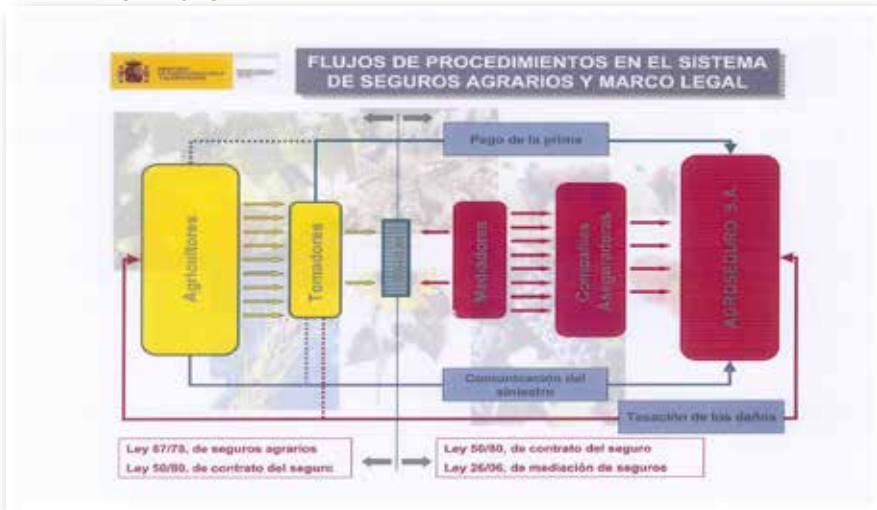 FLUJOS DE PROCEDIMIENTOS EN EL SISTEMA
DE SEGUROS AGRARIOS Y MARCO LEGAL
Pago de la prima
Agricultores
Tomadores
Mediadores
Compañías
Aseguradoras
AGROSEGURO S.A.
Comunicación del
siniestro
Tasación de los daños
Ley 87/78, de seguros agrarios
Ley 50/80, de contrato del seguro
Ley 50/80, de contrato del seguro
Ley 26/06, de mediación de seguros